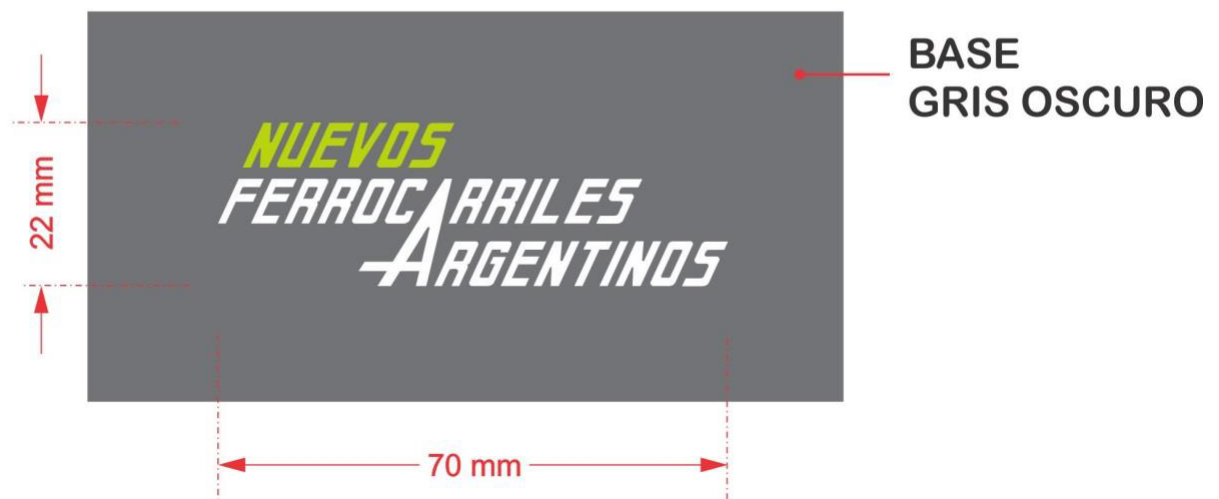 BASE
GRIS OSCURO
22 mm
NUEVOS
FERROCARRILES
ARGENTINOS
70 mm